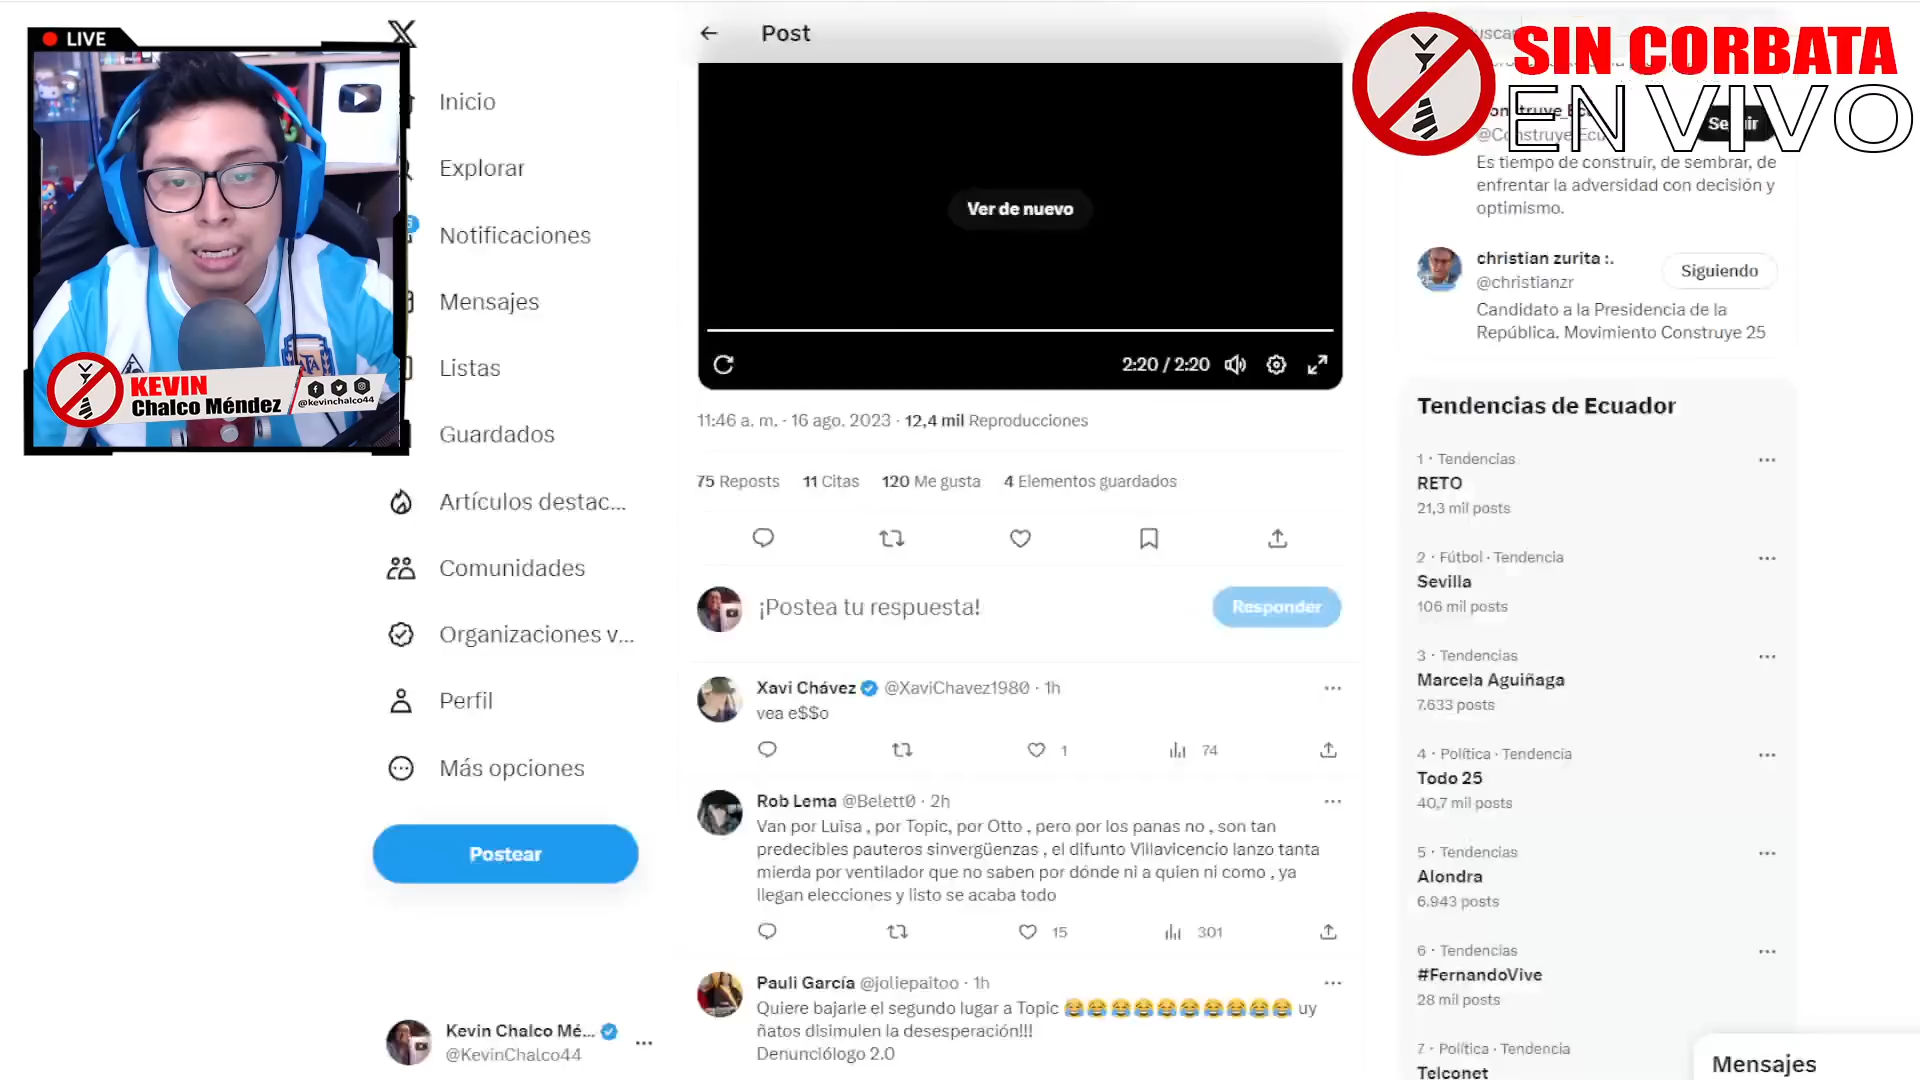 LIVE
KEVIN
Chalco Méndez
@kevinchalco44
Inicio
Explorar
Notificaciones
Mensajes
Listas
Guardados
Artículos destac...
Comunidades
Organizaciones v...
Perfil
Más opciones
Postear
Kevin Chalco Mé...
@KevinChalco44
Post
Ver de nuevo
2:20 / 2:20
11:46 a. m. · 16 ago. 2023 · 12,4 mil Reproducciones
75 Reposts 11 Citas 120 Me gusta 4 Elementos guardados
¡Postea tu respuesta!
Responder
Xavi Chávez @XaviChavez1980 · 1h
vea e$$o
1 74
Rob Lema @Belett0 · 2h
Van por Luisa , por Topic, por Otto , pero por los panas no , son tan
predecibles pauteros sinvergüenzas , el difunto Villavicencio lanzo tanta
mierda por ventilador que no saben por dónde ni a quien ni como , ya
llegan elecciones y listo se acaba todo
15 301
Pauli García @joliepaitoo · 1h
Quiere bajarle el segundo lugar a Topic 😂😂😂😂😂😂😂😂😂😂 uy
ñatos disimulen la desesperación!!!
Denunciólogo 2.0
SIN CORBATA
EN VIVO
Seguir
@Construye_Ecu
Es tiempo de construir, de sembrar, de
enfrentar la adversidad con decisión y
optimismo.
christian zurita :.
@christianzr
Siguiendo
Candidato a la Presidencia de la
República. Movimiento Construye 25
Tendencias de Ecuador
1 · Tendencias
RETO
21,3 mil posts
2 · Fútbol · Tendencia
Sevilla
106 mil posts
3 · Tendencias
Marcela Aguiñaga
7.633 posts
4 · Política · Tendencia
Todo 25
40,7 mil posts
5 · Tendencias
Alondra
6.943 posts
6 · Tendencias
#FernandoVive
28 mil posts
7 · Política · Tendencia
Telconet
Mensajes